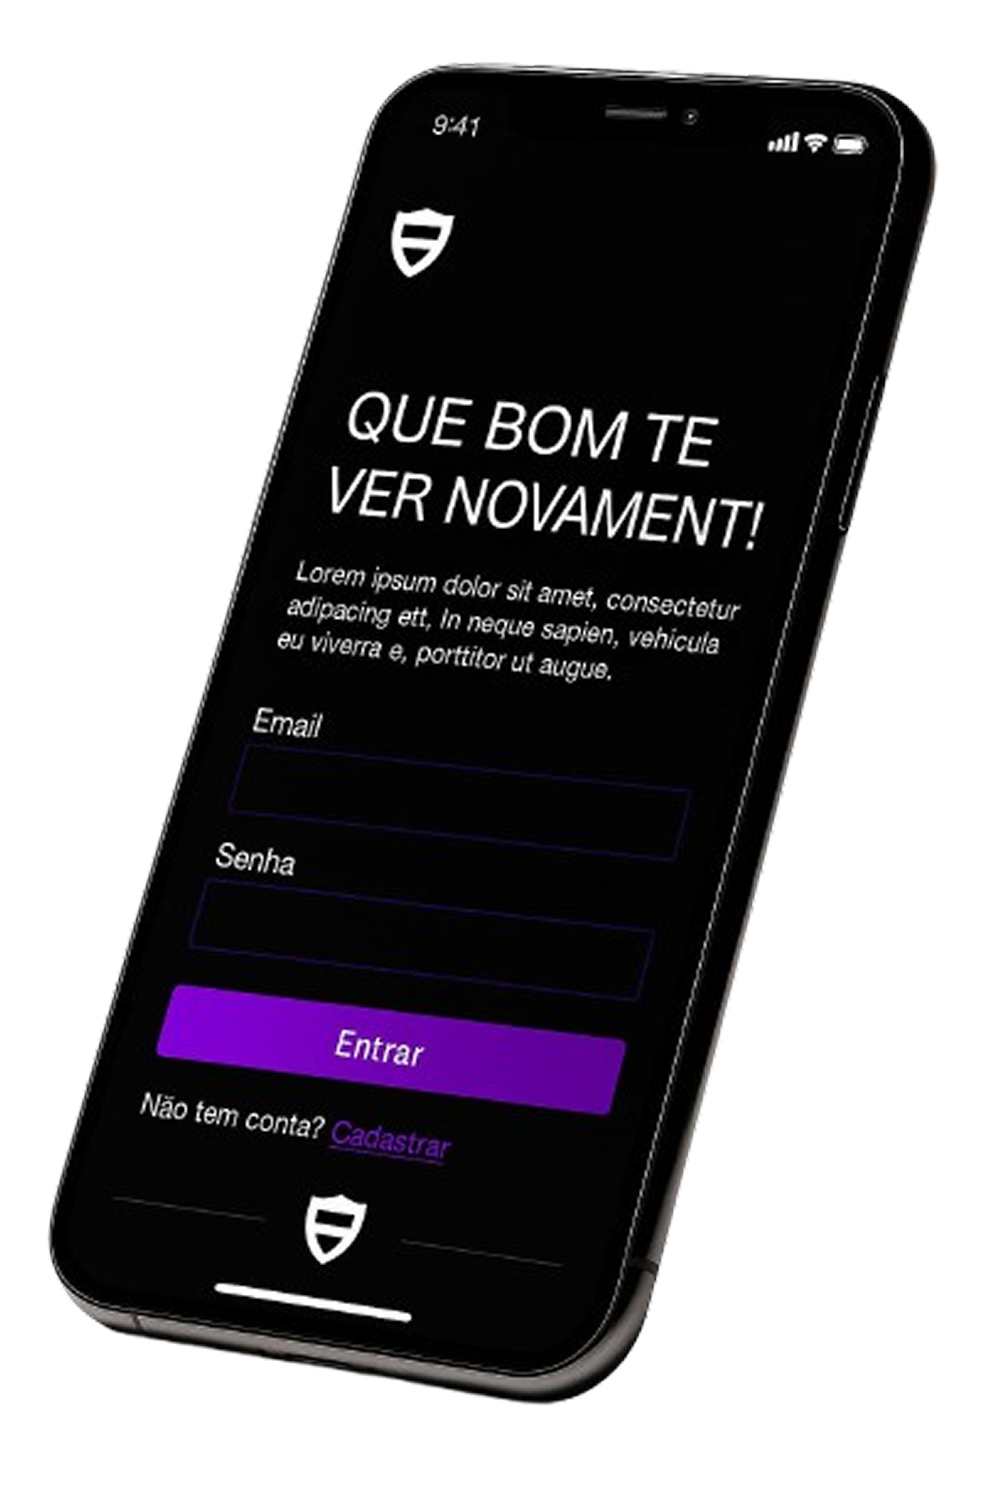 9:41
QUE BOM TE
VER NOVAMENT!
Lorem ipsum dolor sit amet, consectetur
adipacing ett, In neque sapien, vehicula
eu viverra e, porttitor ut augue.
Email
Senha
Entrar
Não tem conta? Cadastrar